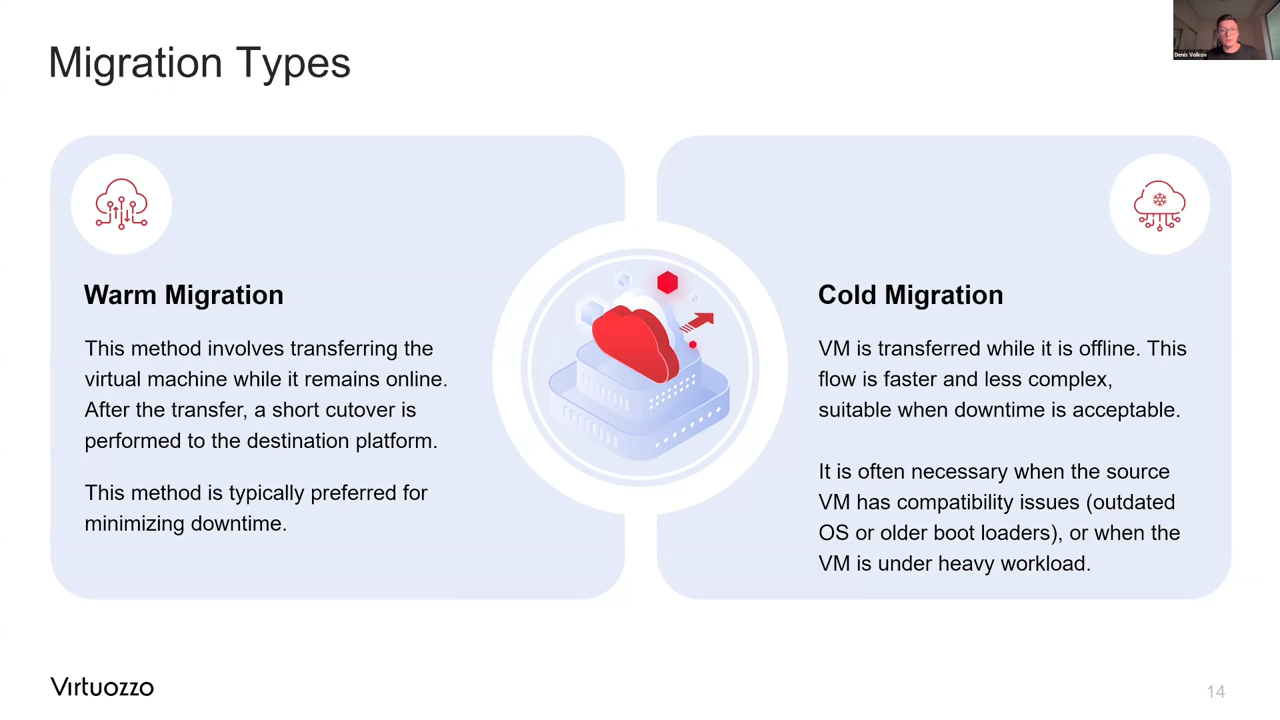 Migration Types
Denis Volkov
Warm Migration
This method involves transferring the
virtual machine while it remains online.
After the transfer, a short cutover is
performed to the destination platform.
This method is typically preferred for
minimizing downtime.
Cold Migration
VM is transferred while it is offline. This
flow is faster and less complex,
suitable when downtime is acceptable.
It is often necessary when the source
VM has compatibility issues (outdated
OS or older boot loaders), or when the
VM is under heavy workload.
Virtuozzo
14